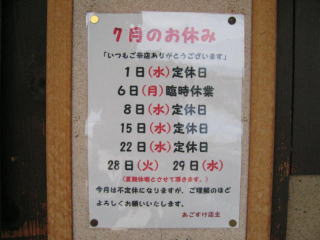 7月のお休み
「いつもご来店ありがとうございます」
1日(水)定休日
6日(月)臨時休業
8日(水)定休日
15日(水)定休日
22日(水)定休日
28日(火) 29日(水)
(夏期休暇とさせて頂きます。)
今月は不定休になりますが、ご理解のほど
よろしくお願いいたします。
あごすけ店主